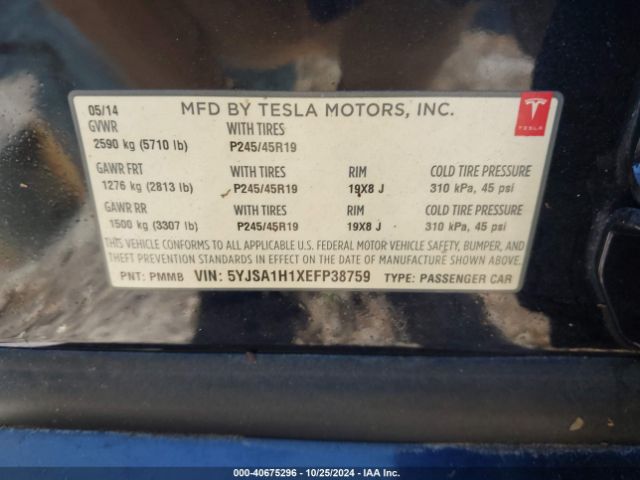 05/14 MFD BY TESLA MOTORS, INC.
TESLA
GVWR WITH TIRES
2590 kg (5710 lb) P245/45R19
GAWR FRT WITH TIRES RIM COLD TIRE PRESSURE
1276 kg (2813 lb) P245/45R19 19X8 J 310 kPa, 45 psi
GAWR RR WITH TIRES RIM COLD TIRE PRESSURE
1500 kg (3307 lb) P245/45R19 19X8 J 310 kPa, 45 psi
THIS VEHICLE CONFORMS TO ALL APPLICABLE U.S. FEDERAL MOTOR VEHICLE SAFETY, BUMPER, AND
THEFT PREVENTION STANDARDS IN EFFECT ON THE DATE OF MANUFACTURE SHOWN ABOVE.
PNT: PMMB VIN: 5YJSA1H1XEFP38759 TYPE: PASSENGER CAR
000-40675296 - 10/25/2024 - IAA Inc.